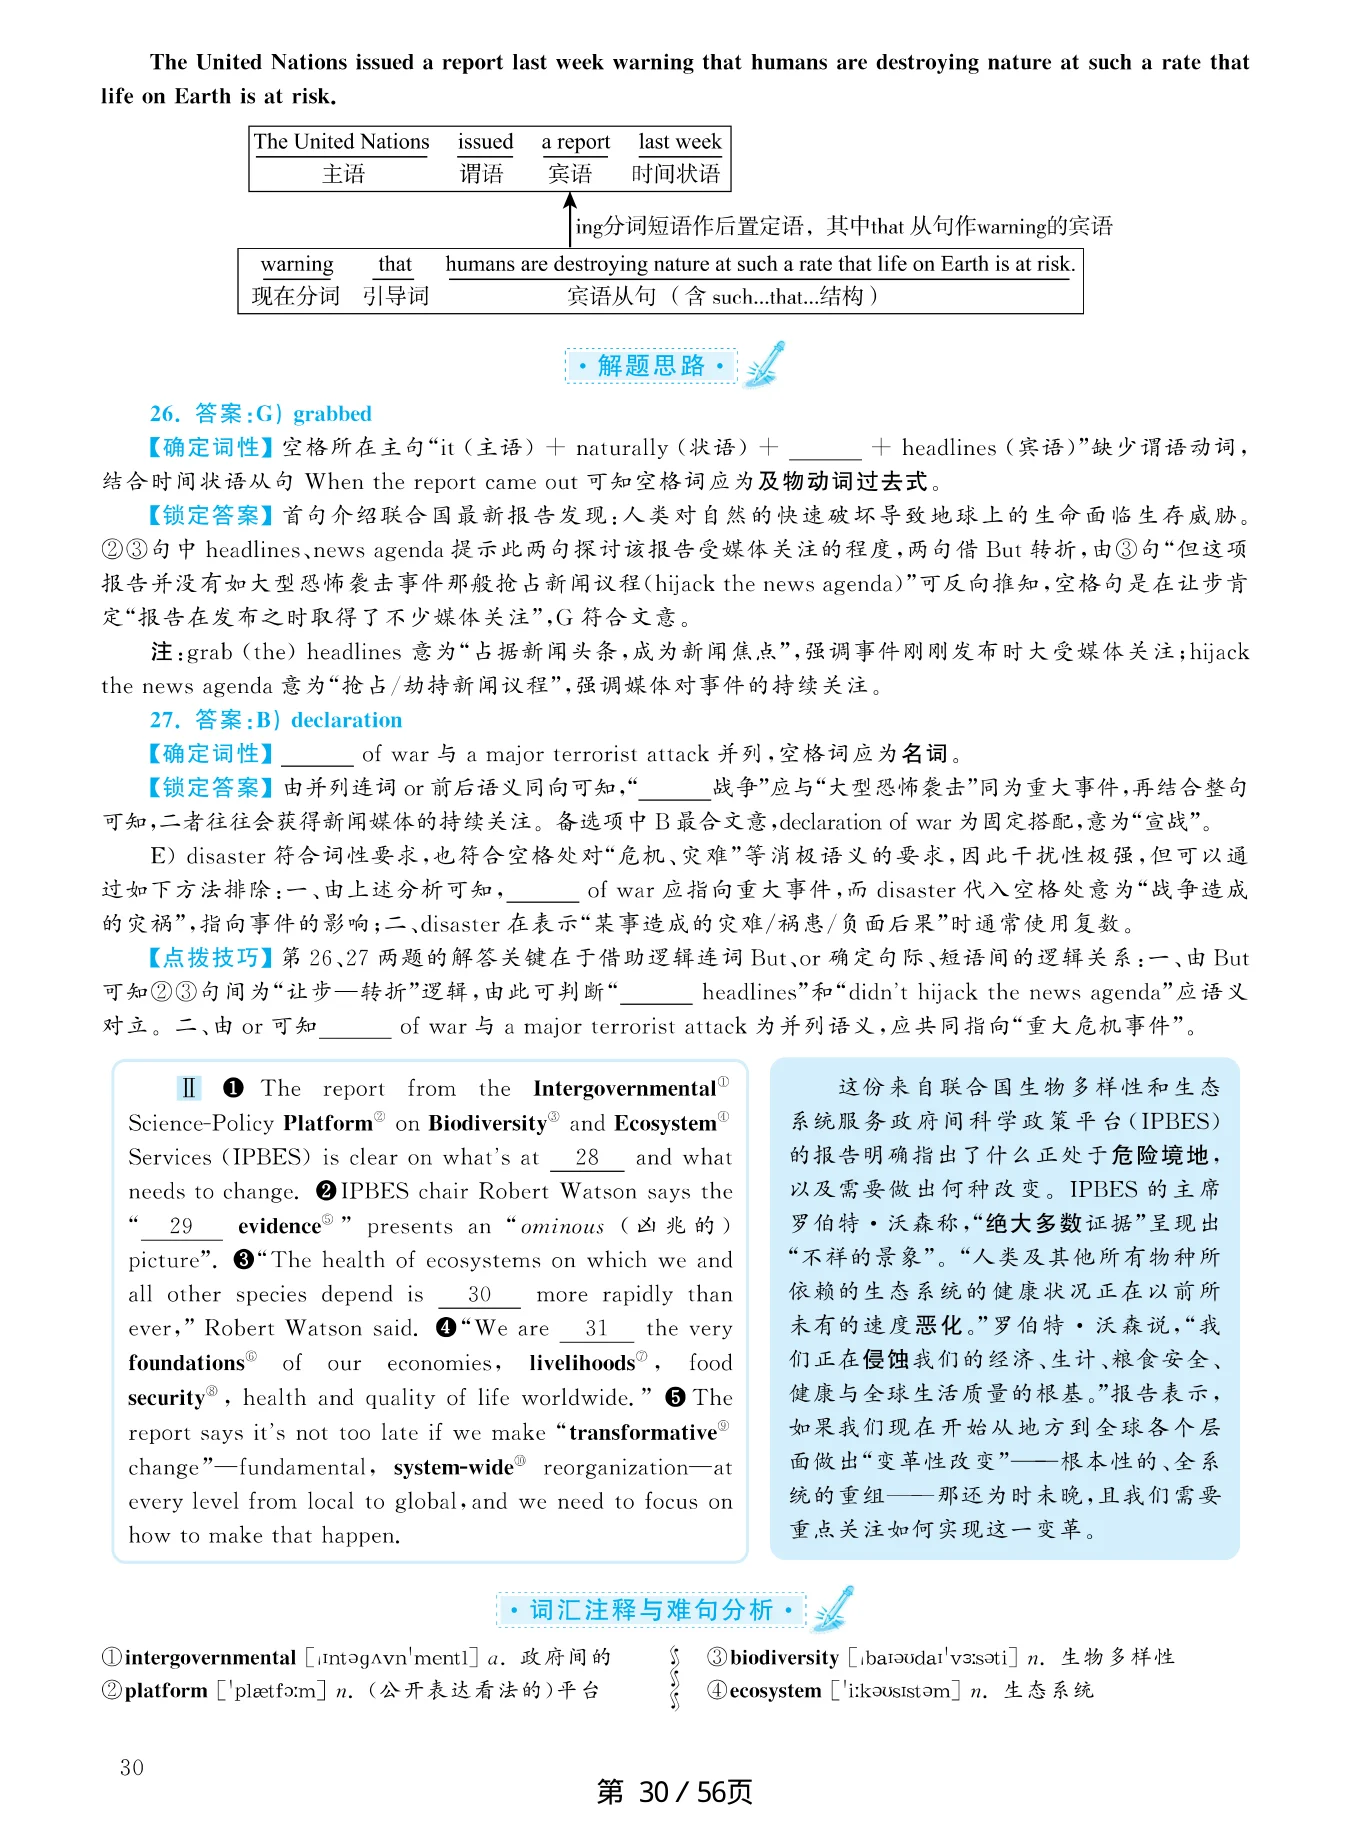 The United Nations issued a report last week warning that humans are destroying nature at such a rate that
life on Earth is at risk.
The United Nations issued a report last week
主语 谓语 宾语 时间状语
ing分词短语作后置定语，其中that 从句作warning的宾语
warning that humans are destroying nature at such a rate that life on Earth is at risk.
现在分词 引导词 宾语从句（含 such...that...结构）
·解题思路·
26. 答案:G) grabbed
【确定词性】空格所在主句“it（主语）+ naturally（状语）+ ______ + headlines（宾语）”缺少谓语动词，
结合时间状语从句 When the report came out 可知空格词应为及物动词过去式。
【锁定答案】首句介绍联合国最新报告发现:人类对自然的快速破坏导致地球上的生命面临生存威胁。
②③句中 headlines、news agenda 提示此两句探讨该报告受媒体关注的程度,两句借 But 转折,由③句“但这项
报告并没有如大型恐怖袭击事件那般抢占新闻议程(hijack the news agenda)”可反向推知,空格句是在让步肯
定“报告在发布之时取得了不少媒体关注”,G 符合文意。
注:grab (the) headlines 意为“占据新闻头条,成为新闻焦点”,强调事件刚刚发布时大受媒体关注;hijack
the news agenda 意为“抢占/劫持新闻议程”,强调媒体对事件的持续关注。
27. 答案:B) declaration
【确定词性】______ of war 与 a major terrorist attack 并列,空格词应为名词。
【锁定答案】由并列连词 or 前后语义同向可知,“______战争”应与“大型恐怖袭击”同为重大事件,再结合整句
可知,二者往往会获得新闻媒体的持续关注。备选项中 B 最合文意,declaration of war 为固定搭配,意为“宣战”。
E) disaster 符合词性要求,也符合空格处对“危机、灾难”等消极语义的要求,因此干扰性极强,但可以通
过如下方法排除:一、由上述分析可知,______ of war 应指向重大事件,而 disaster 代入空格处意为“战争造成
的灾祸”,指向事件的影响;二、disaster 在表示“某事造成的灾难/祸患/负面后果”时通常使用复数。
【点拨技巧】第 26、27 两题的解答关键在于借助逻辑连词 But、or 确定句际、短语间的逻辑关系:一、由 But
可知②③句间为“让步—转折”逻辑,由此可判断“______ headlines”和“didn't hijack the news agenda”应语义
对立。二、由 or 可知______ of war 与 a major terrorist attack 为并列语义,应共同指向“重大危机事件”。
Ⅱ ❶ The report from the Intergovernmental①
Science-Policy Platform② on Biodiversity③ and Ecosystem④
Services (IPBES) is clear on what's at 28 and what
needs to change. ❷IPBES chair Robert Watson says the
“ 29 evidence⑤” presents an “ominous（凶兆的）
picture”. ❸“The health of ecosystems on which we and
all other species depend is 30 more rapidly than
ever,” Robert Watson said. ❹“We are 31 the very
foundations⑥ of our economies, livelihoods⑦, food
security⑧, health and quality of life worldwide.” ❺The
report says it's not too late if we make “transformative⑨
change”—fundamental, system-wide⑩ reorganization—at
every level from local to global,and we need to focus on
how to make that happen.
这份来自联合国生物多样性和生态
系统服务政府间科学政策平台(IPBES)
的报告明确指出了什么正处于危险境地,
以及需要做出何种改变。IPBES 的主席
罗伯特·沃森称,“绝大多数证据”呈现出
“不祥的景象”。“人类及其他所有物种所
依赖的生态系统的健康状况正在以前所
未有的速度恶化。”罗伯特·沃森说,“我
们正在侵蚀我们的经济、生计、粮食安全、
健康与全球生活质量的根基。”报告表示,
如果我们现在开始从地方到全球各个层
面做出“变革性改变”——根本性的、全系
统的重组——那还为时未晚,且我们需要
重点关注如何实现这一变革。
·词汇注释与难句分析·
①intergovernmental [ˌɪntəɡʌvnˈmentl] a. 政府间的
②platform [ˈplætfɔːm] n. (公开表达看法的)平台
③biodiversity [ˌbaɪəʊdaɪˈvɜːsəti] n. 生物多样性
④ecosystem [ˈiːkəʊsɪstəm] n. 生态系统
30
第 30 / 56页